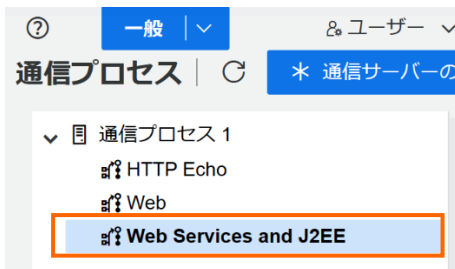 一般 ユーザー
通信プロセス 通信サーバーの
通信プロセス 1
HTTP Echo
Web
Web Services and J2EE